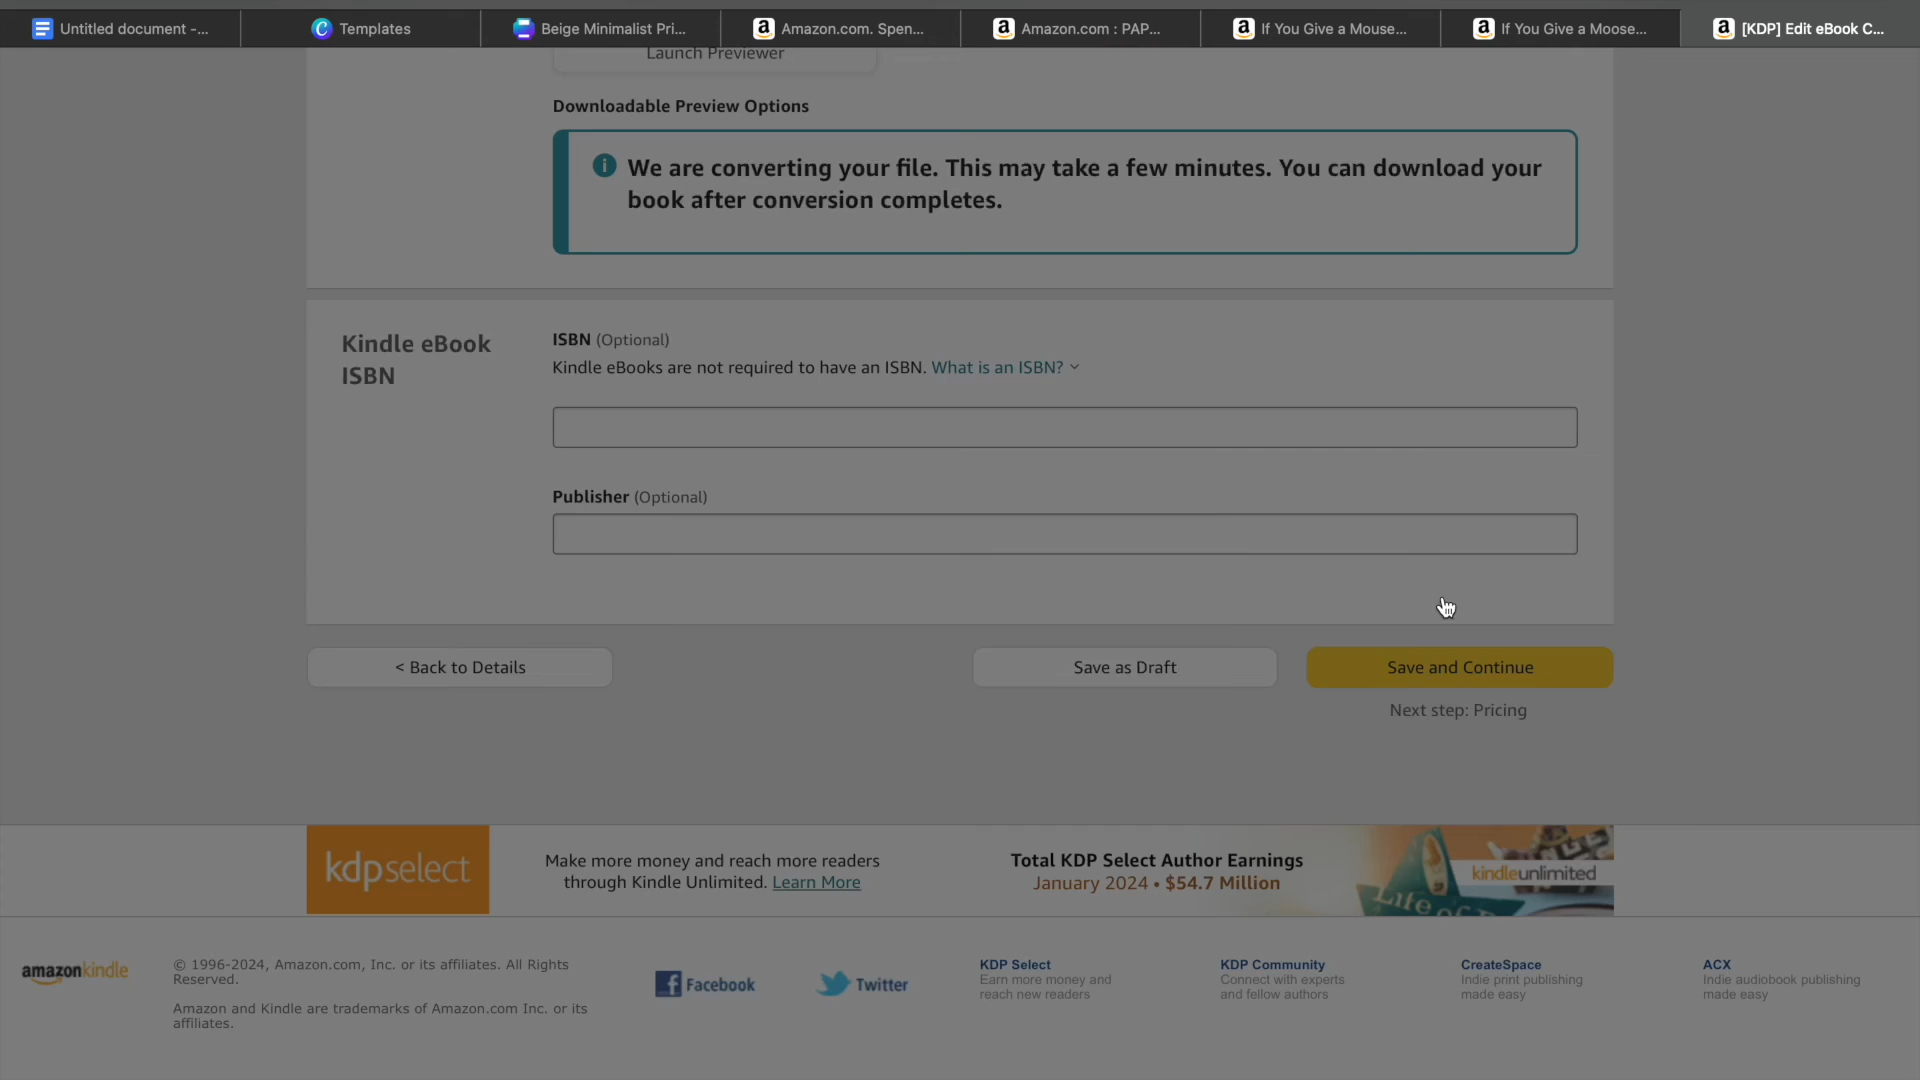 Untitled document -...
Templates
Beige Minimalist Pri...
Amazon.com. Spen...
Amazon.com : PAP...
If You Give a Mouse...
If You Give a Moose...
[KDP] Edit eBook C...
Launch Previewer
Downloadable Preview Options
We are converting your file. This may take a few minutes. You can download your
book after conversion completes.
Kindle eBook
ISBN
ISBN (Optional)
Kindle eBooks are not required to have an ISBN. What is an ISBN?
Publisher (Optional)
< Back to Details
Save as Draft
Save and Continue
Next step: Pricing
kdpselect
Make more money and reach more readers
through Kindle Unlimited. Learn More
Total KDP Select Author Earnings
January 2024 • $54.7 Million
Life of
kindleunlimited
amazonkindle
© 1996-2024, Amazon.com, Inc. or its affiliates. All Rights
Reserved.
Amazon and Kindle are trademarks of Amazon.com Inc. or its
affiliates.
Facebook
Twitter
KDP Select
Earn more money and
reach new readers
KDP Community
Connect with experts
and fellow authors
CreateSpace
Indie print publishing
made easy
ACX
Indie audiobook publishing
made easy